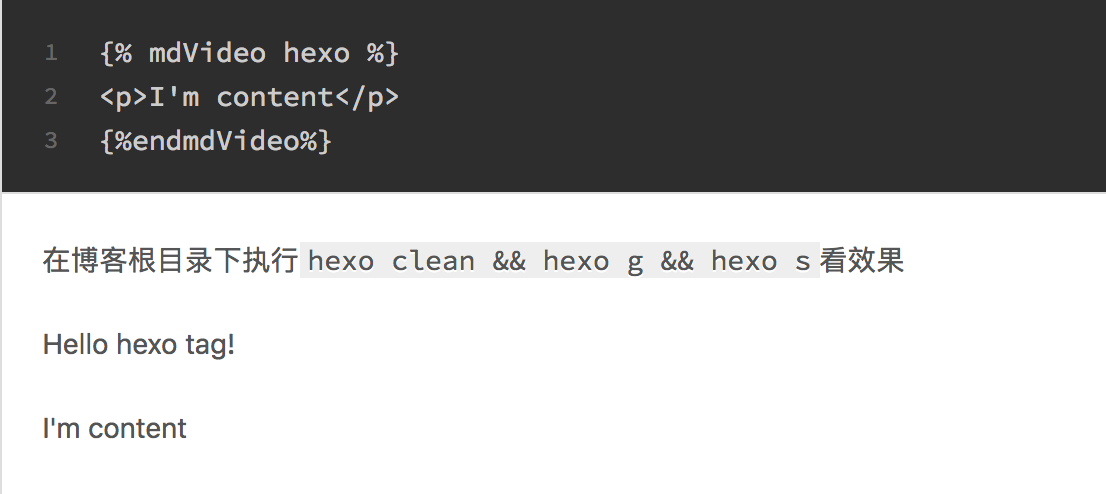 1 {% mdVideo hexo %}
2 <p>I'm content</p>
3 {%endmdVideo%}
在博客根目录下执行 hexo clean && hexo g && hexo s 看效果
Hello hexo tag!
I'm content